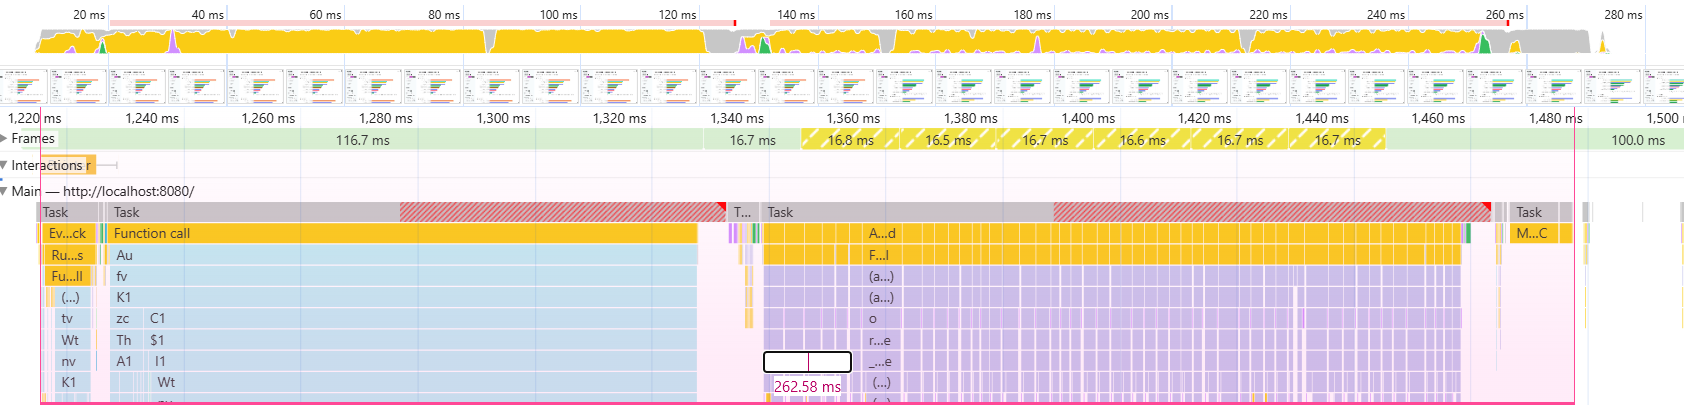 20 ms 40 ms 60 ms 80 ms 100 ms 120 ms 140 ms 160 ms 180 ms 200 ms 220 ms 240 ms 260 ms 280 ms
1,220 ms 1,240 ms 1,260 ms 1,280 ms 1,300 ms 1,320 ms 1,340 ms 1,360 ms 1,380 ms 1,400 ms 1,420 ms 1,440 ms 1,460 ms 1,480 ms 1,500
Frames 116.7 ms 16.7 ms 16.8 ms 16.5 ms 16.7 ms 16.6 ms 16.7 ms 16.7 ms 100.0 ms
Interactions r
Main — http://localhost:8080/
Task Task T... Task Task
Ev...ck Function call A...d M...C
Ru...s Au F...l
Fu...ll fv (a...)
(...) K1 (a...)
tv zc C1 o
Wt Th $1 r...e
nv A1 l1 _...e
K1 Wt (...)
262.58 ms